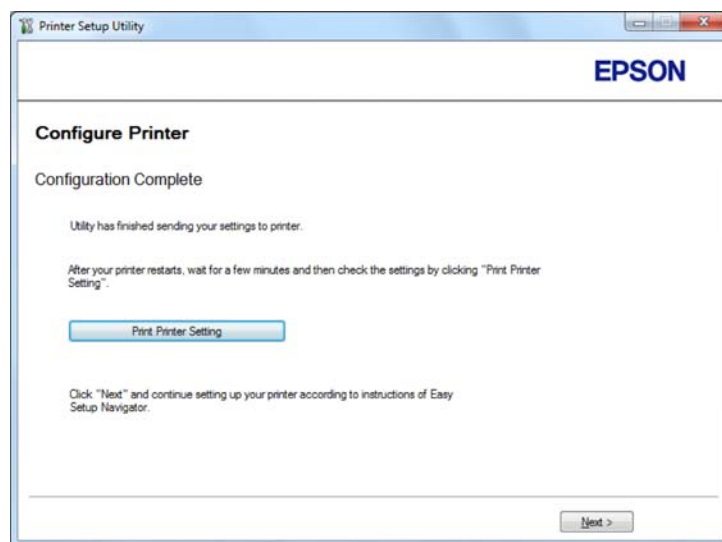 Printer Setup Utility
EPSON
Configure Printer
Configuration Complete
Utility has finished sending your settings to printer.
After your printer restarts, wait for a few minutes and then check the settings by clicking "Print Printer
Setting".
Print Printer Setting
Click "Next" and continue setting up your printer according to instructions of Easy
Setup Navigator.
Next >